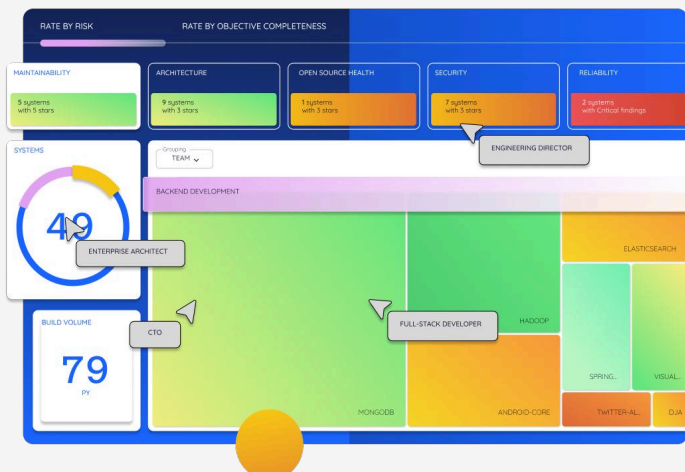 RATE BY RISK
RATE BY OBJECTIVE COMPLETENESS
MAINTAINABILITY
5 systems
with 5 stars
ARCHITECTURE
9 systems
with 3 stars
OPEN SOURCE HEALTH
1 systems
with 3 stars
SECURITY
7 systems
with 3 stars
RELIABILITY
2 systems
with Critical findings
ENGINEERING DIRECTOR
SYSTEMS
49
ENTERPRISE ARCHITECT
Grouping
TEAM
BACKEND DEVELOPMENT
ELASTICSEARCH
HADOOP
CTO
FULL-STACK DEVELOPER
BUILD VOLUME
79
PY
SPRING...
VISUAL...
MONGODB
ANDROID-CORE
TWITTER-AL...
DJA